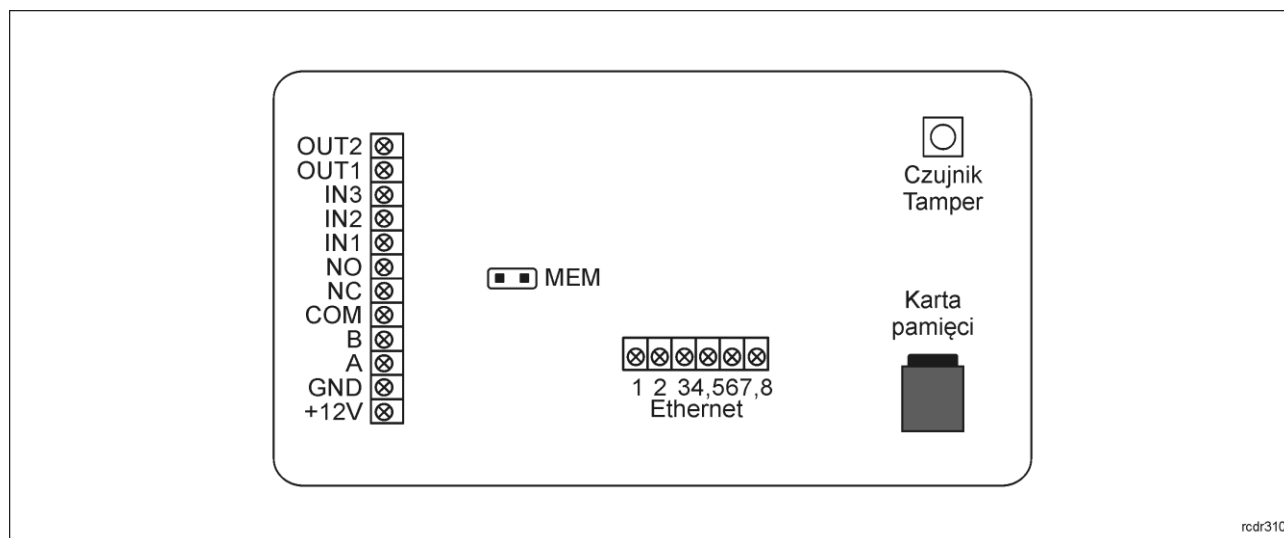 OUT2
OUT1
IN3
IN2
IN1
NO
NC
COM
B
A
GND
+12V
MEM
1 2 34,567,8
Ethernet
Czujnik
Tamper
Karta
pamięci
rcdr310